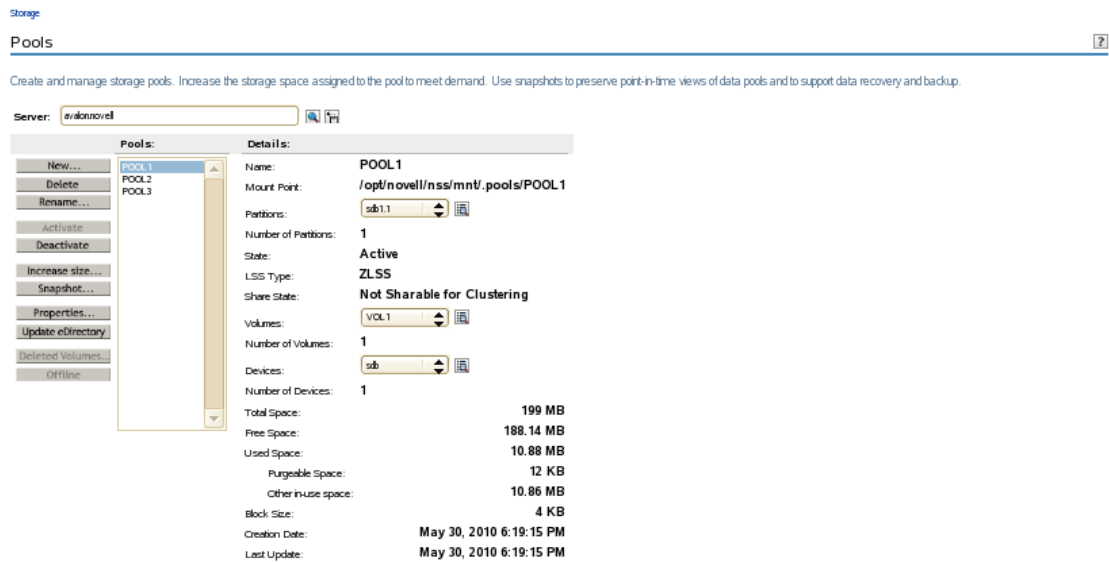 Storage
Pools
?
Create and manage storage pools. Increase the storage space assigned to the pool to meet demand. Use snapshots to preserve point-in-time views of data pools and to support data recovery and backup.
Server: avalonnovell
Pools:
New...
Delete
Rename...
Activate
Deactivate
Increase size...
Snapshot...
Properties...
Update eDirectory
Deleted Volumes...
Offline
POOL1
POOL2
POOL3
Details:
Name: POOL1
Mount Point: /opt/novell/nss/mnt/.pools/POOL1
Partitions: sdb1.1
Number of Partitions: 1
State: Active
LSS Type: ZLSS
Share State: Not Sharable for Clustering
Volumes: VOL1
Number of Volumes: 1
Devices: sdb
Number of Devices: 1
Total Space: 199 MB
Free Space: 188.14 MB
Used Space: 10.88 MB
Purgeable Space: 12 KB
Other in-use space: 10.86 MB
Block Size: 4 KB
Creation Date: May 30, 2010 6:19:15 PM
Last Update: May 30, 2010 6:19:15 PM